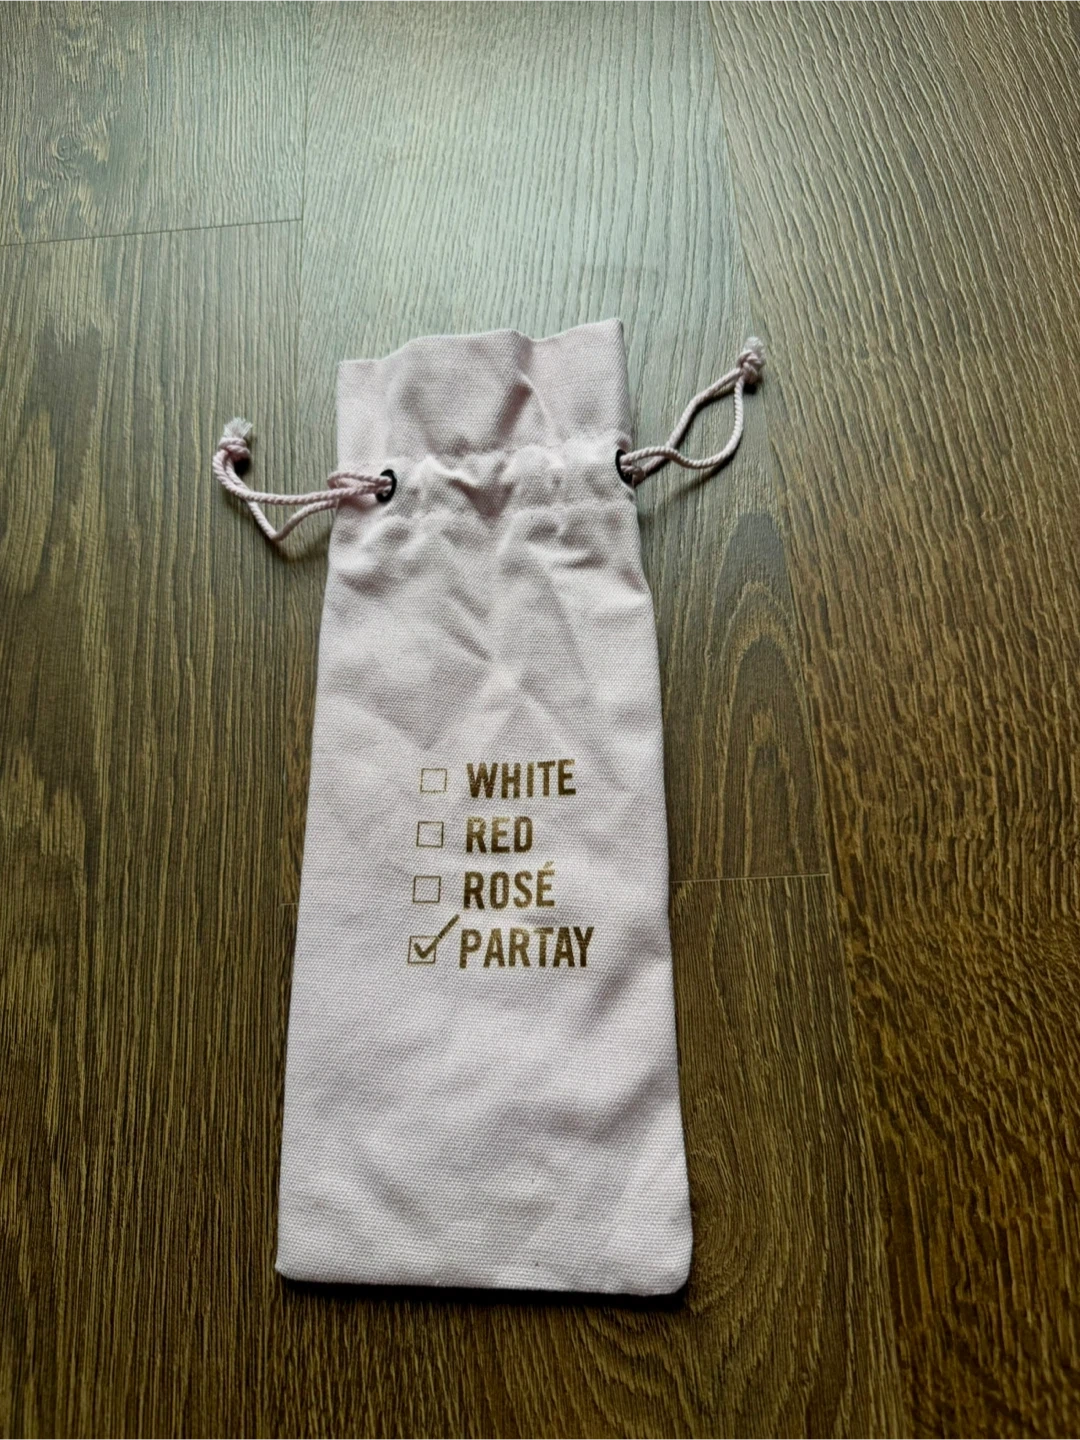 ☐ WHITE
☐ RED
☐ ROSÉ
☑ PARTAY